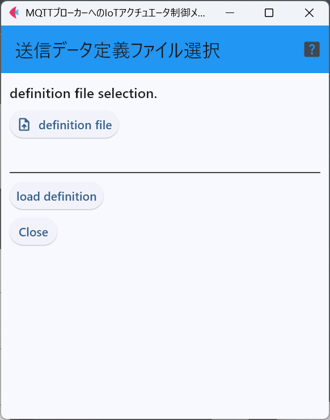 MQTTブローカーへのIoTアクチュエータ制御メ...
送信データ定義ファイル選択
definition file selection.
definition file
load definition
Close